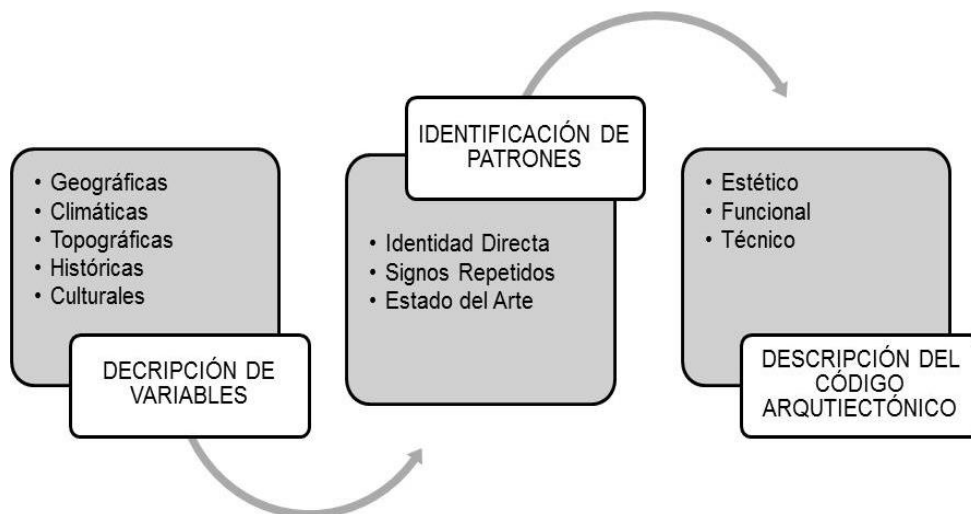 • Geográficas
• Climáticas
• Topográficas
• Históricas
• Culturales
DECRIPCIÓN DE
VARIABLES
IDENTIFICACIÓN DE
PATRONES
• Identidad Directa
• Signos Repetidos
• Estado del Arte
• Estético
• Funcional
• Técnico
DESCRIPCIÓN DEL
CÓDIGO
ARQUTIECTÓNICO